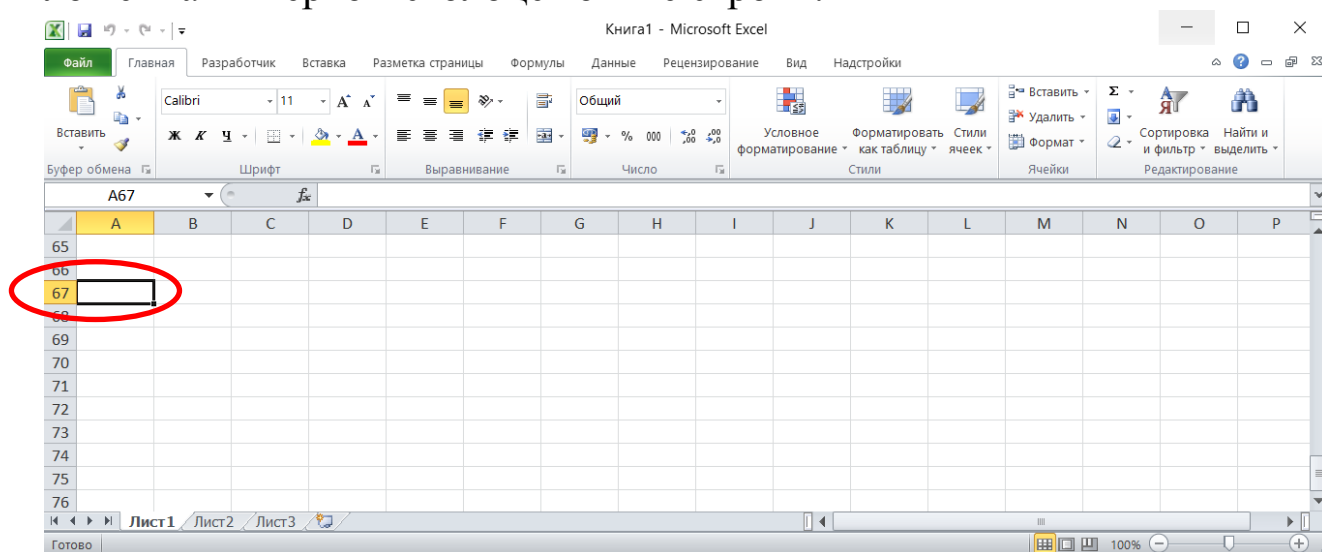 Книга1 - Microsoft Excel
Файл Главная Разработчик Вставка Разметка страницы Формулы Данные Рецензирование Вид Надстройки
Вставить
Буфер обмена
Calibri 11
Ж К Ч
Шрифт
Выравнивание
Общий
% 000
Число
Условное форматирование
Форматировать как таблицу
Стили ячеек
Стили
Вставить
Удалить
Формат
Ячейки
Сортировка и фильтр
Найти и выделить
Редактирование
A67 fx
A B C D E F G H I J K L M N O P
65
66
67
68
69
70
71
72
73
74
75
76
Лист1 Лист2 Лист3
Готово 100%